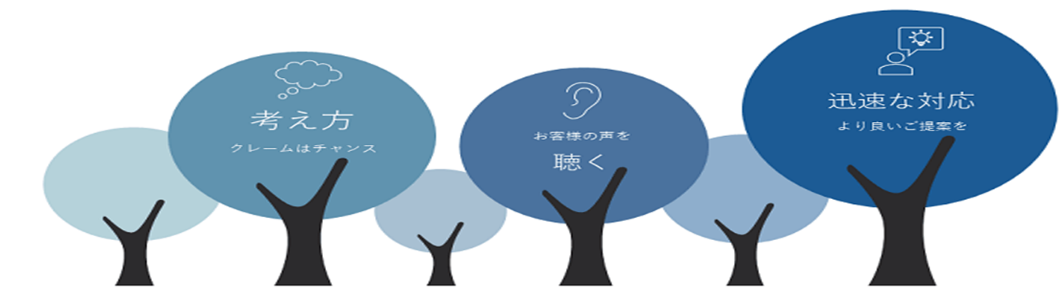 考え方
クレームはチャンス
お客様の声を
聴く
迅速な対応
より良いご提案を